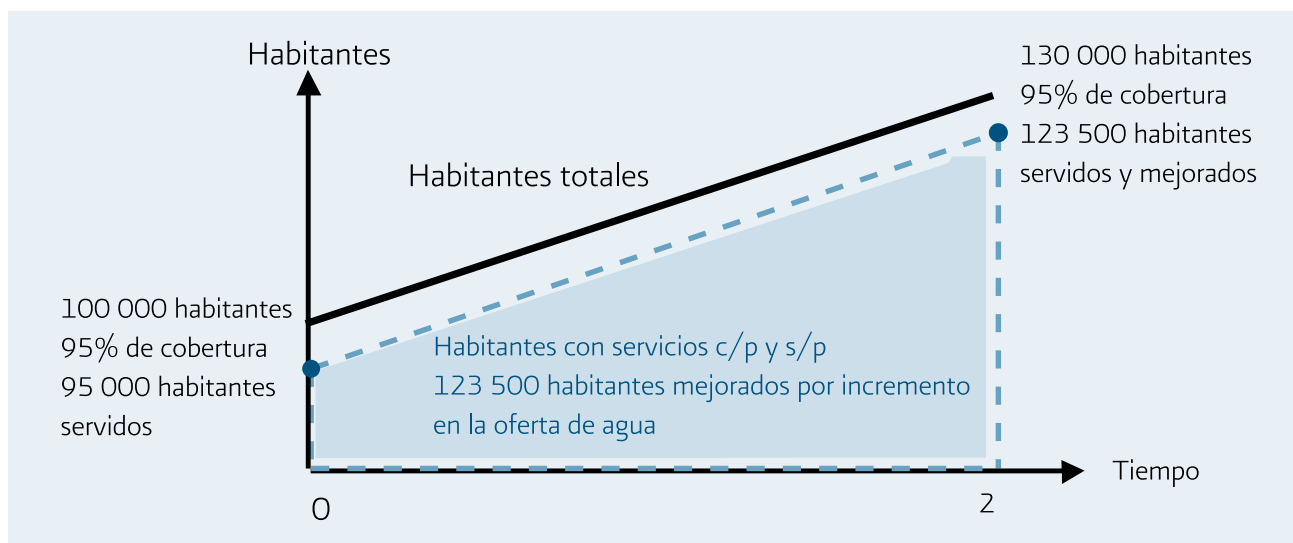 Habitantes
130 000 habitantes
95% de cobertura
123 500 habitantes
servidos y mejorados
Habitantes totales
100 000 habitantes
95% de cobertura
95 000 habitantes
servidos
Habitantes con servicios c/p y s/p
123 500 habitantes mejorados por incremento
en la oferta de agua
Tiempo
0
2